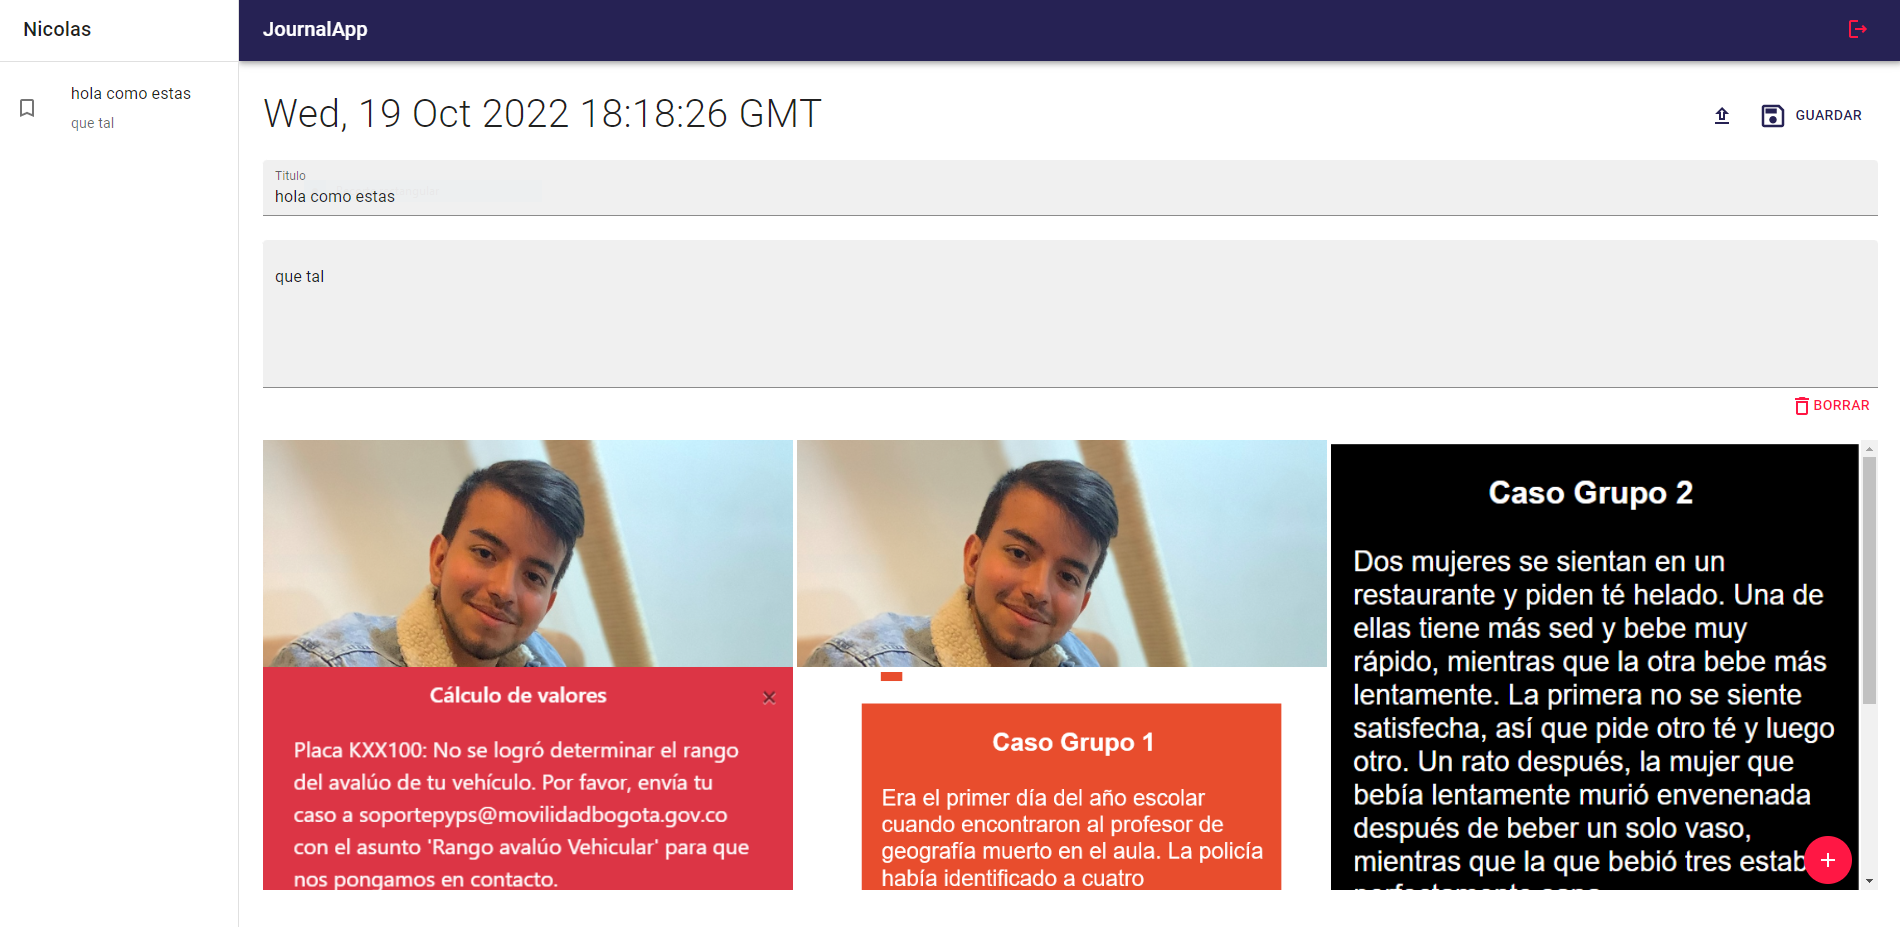 Nicolas
JournalApp
hola como estas
que tal
Wed, 19 Oct 2022 18:18:26 GMT
GUARDAR
Titulo
hola como estas
que tal
BORRAR
Cálculo de valores
×
Placa KXX100: No se logró determinar el rango
del avalúo de tu vehículo. Por favor, envía tu
caso a soportepyps@movilidadbogota.gov.co
con el asunto 'Rango avalúo Vehicular' para que
nos pongamos en contacto.
Caso Grupo 1
Era el primer día del año escolar
cuando encontraron al profesor de
geografía muerto en el aula. La policía
había identificado a cuatro
Caso Grupo 2
Dos mujeres se sientan en un
restaurante y piden té helado. Una de
ellas tiene más sed y bebe muy
rápido, mientras que la otra bebe más
lentamente. La primera no se siente
satisfecha, así que pide otro té y luego
otro. Un rato después, la mujer que
bebía lentamente murió envenenada
después de beber un solo vaso,
mientras que la que bebió tres estab